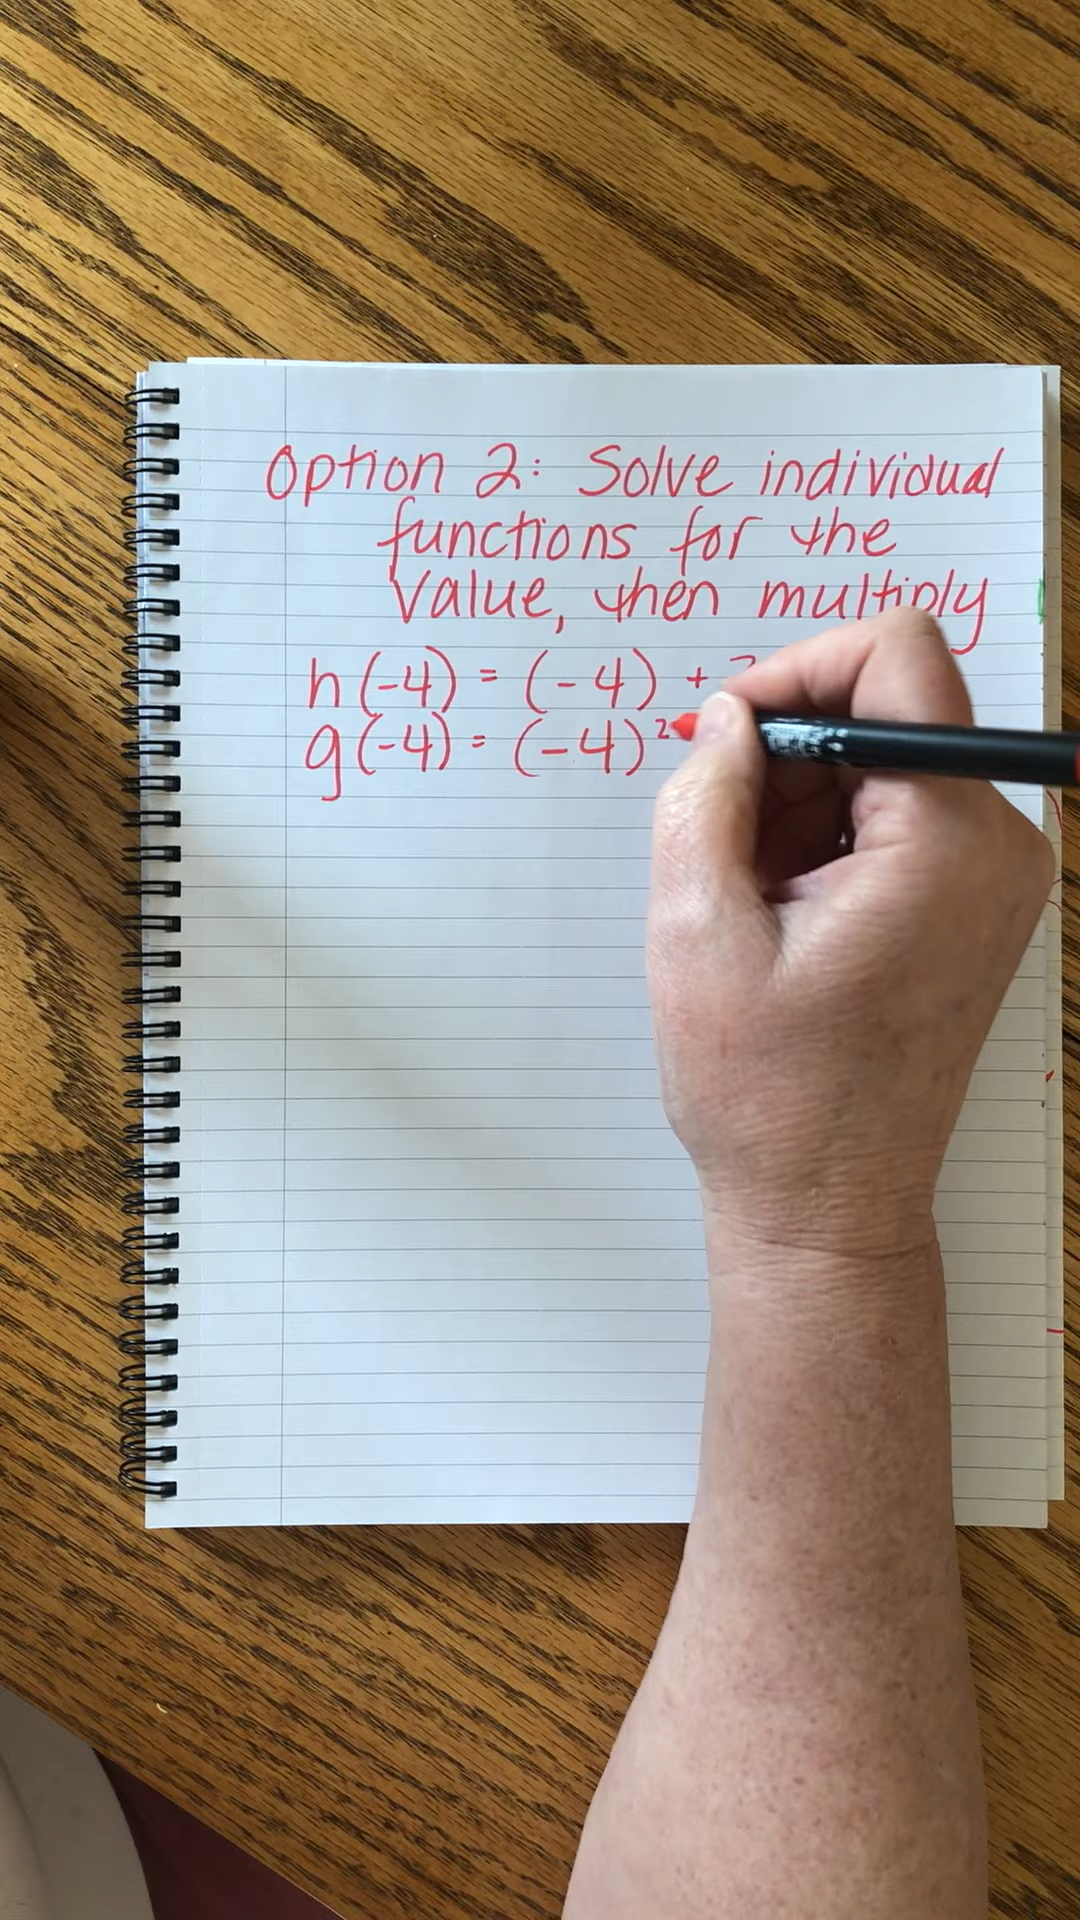 Option 2: Solve individual
functions for the
Value, then multiply
h(-4) = (-4) +
g(-4) = (-4)²